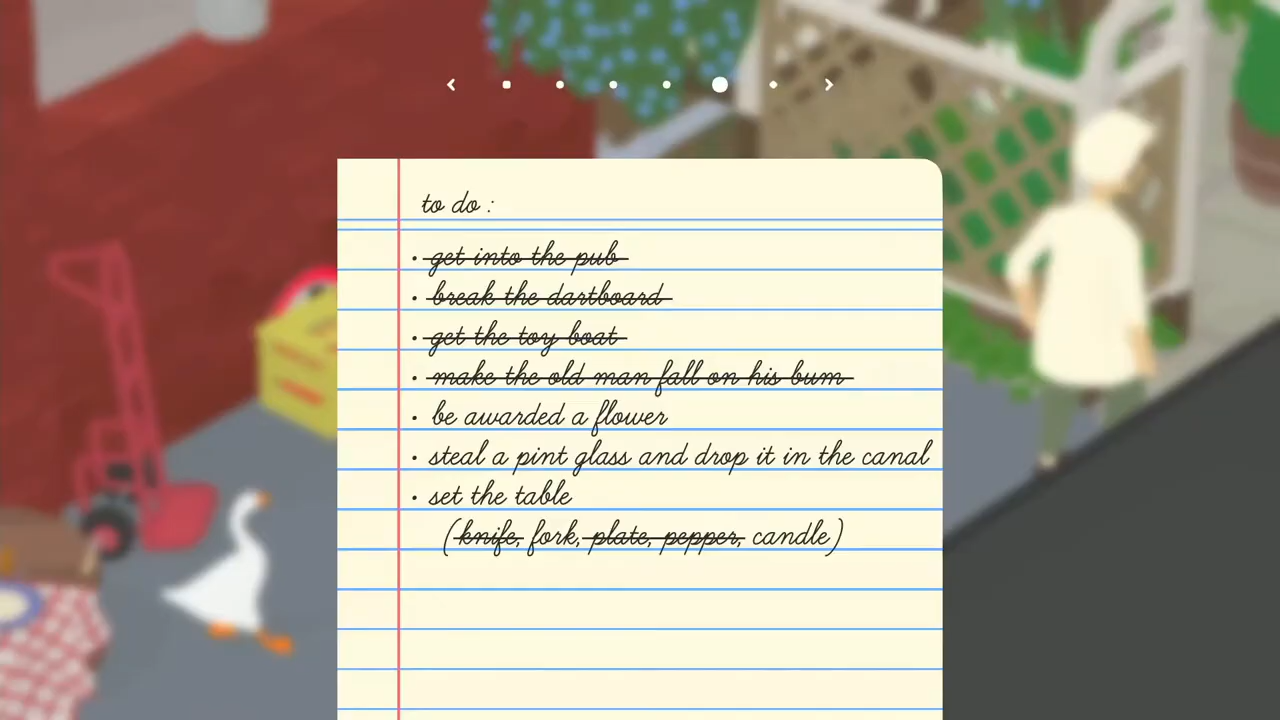 to do :
• get into the pub
• break the dartboard
• get the toy boat
• make the old man fall on his bum
• be awarded a flower
• steal a pint glass and drop it in the canal
• set the table
(knife, fork, plate, pepper, candle)